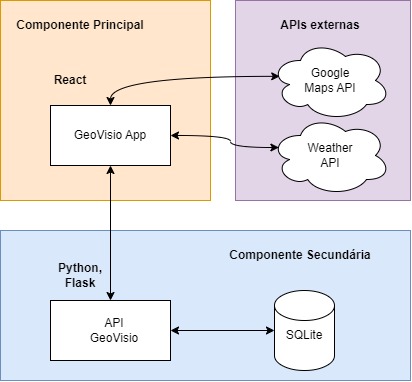 Componente Principal
APIs externas
React
Google
Maps API
GeoVisio App
Weather
API
Componente Secundária
Python,
Flask
API
GeoVisio
SQLite